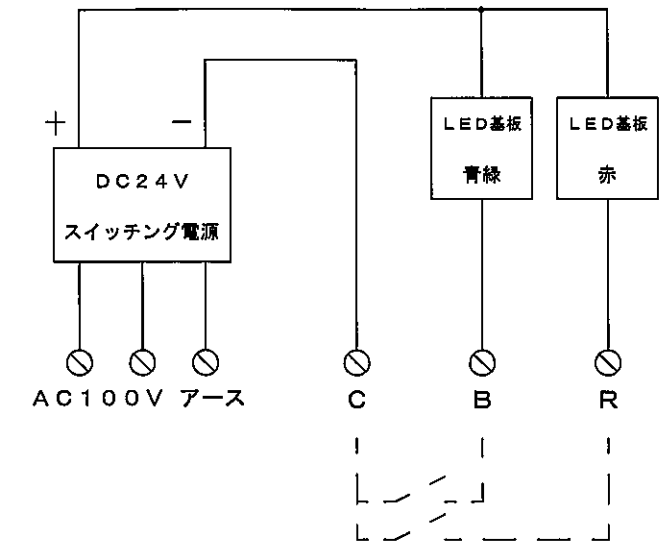 +
−
LED基板
青緑
LED基板
赤
DC24V
スイッチング電源
AC100V アース
C
B
R